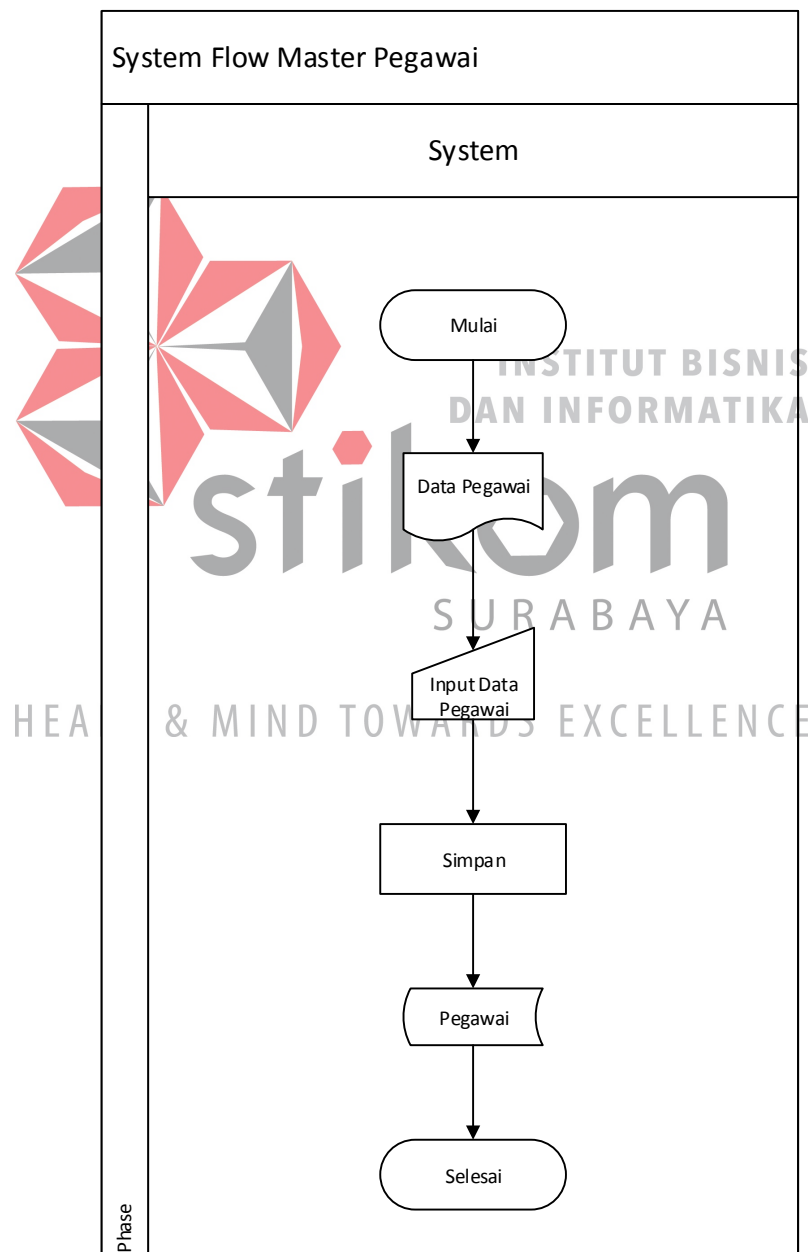 System Flow Master Pegawai
System
Mulai
INSTITUT BISNIS
DAN INFORMATIKA
Data Pegawai
stikom
SURABAYA
Input Data
Pegawai
HEA & MIND TOWARDS EXCELLENCE
Simpan
Pegawai
Selesai
Phase